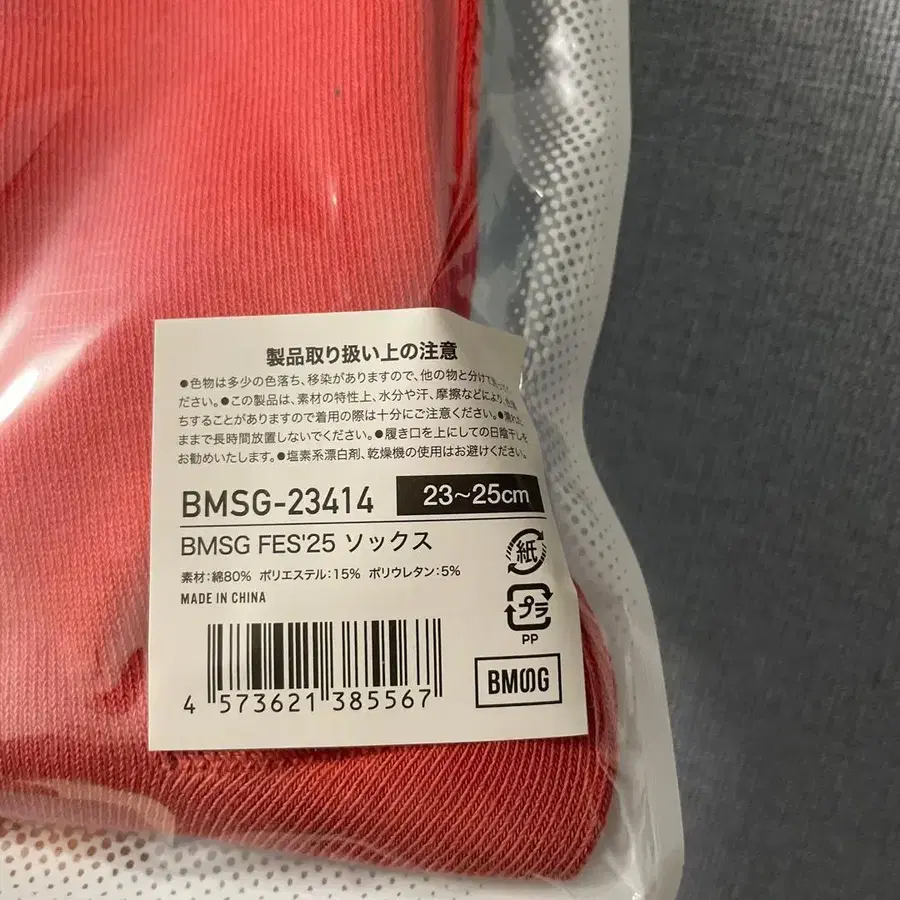 製品取り扱い上の注意
●色物は多少の色落ち、移染がありますので、他の物と分けて
ださい。●この製品は、素材の特性上、水分や汗、摩擦などにより、
ちすることがありますので着用の際は十分にご注意ください。
ままで長時間放置しないでください。●履き口を上にしての日陰干しを
お勧めいたします。●塩素系漂白剤、乾燥機の使用はお避けください。
BMSG-23414 23~25cm
BMSG FES'25 ソックス
素材：綿80% ポリエステル：15% ポリウレタン：5%
MADE IN CHINA
紙
プラ
PP
4 573621 385567
BMSG